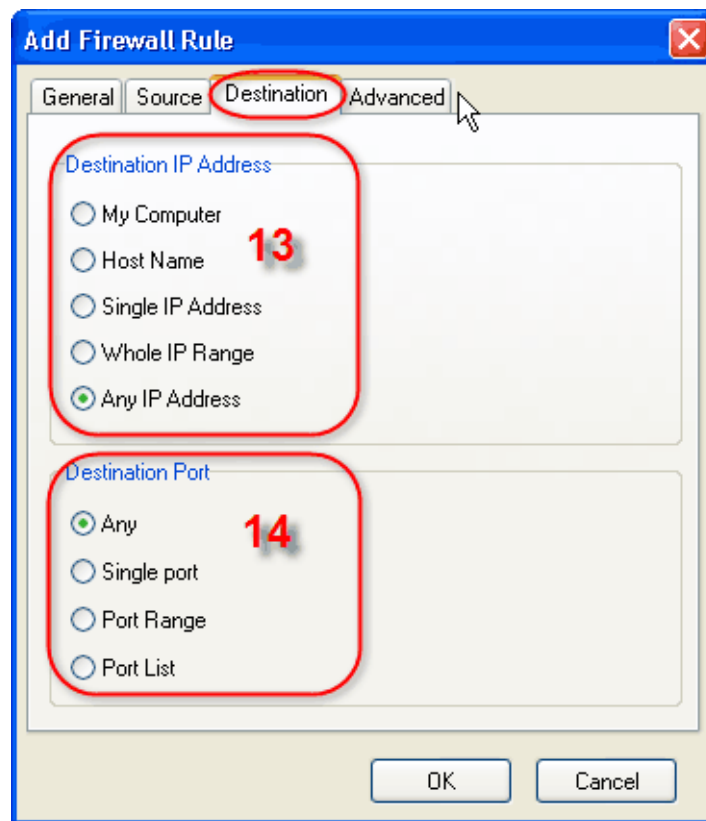 Add Firewall Rule
General Source Destination Advanced
Destination IP Address
My Computer
13
Host Name
Single IP Address
Whole IP Range
Any IP Address
Destination Port
Any
14
Single port
Port Range
Port List
OK Cancel